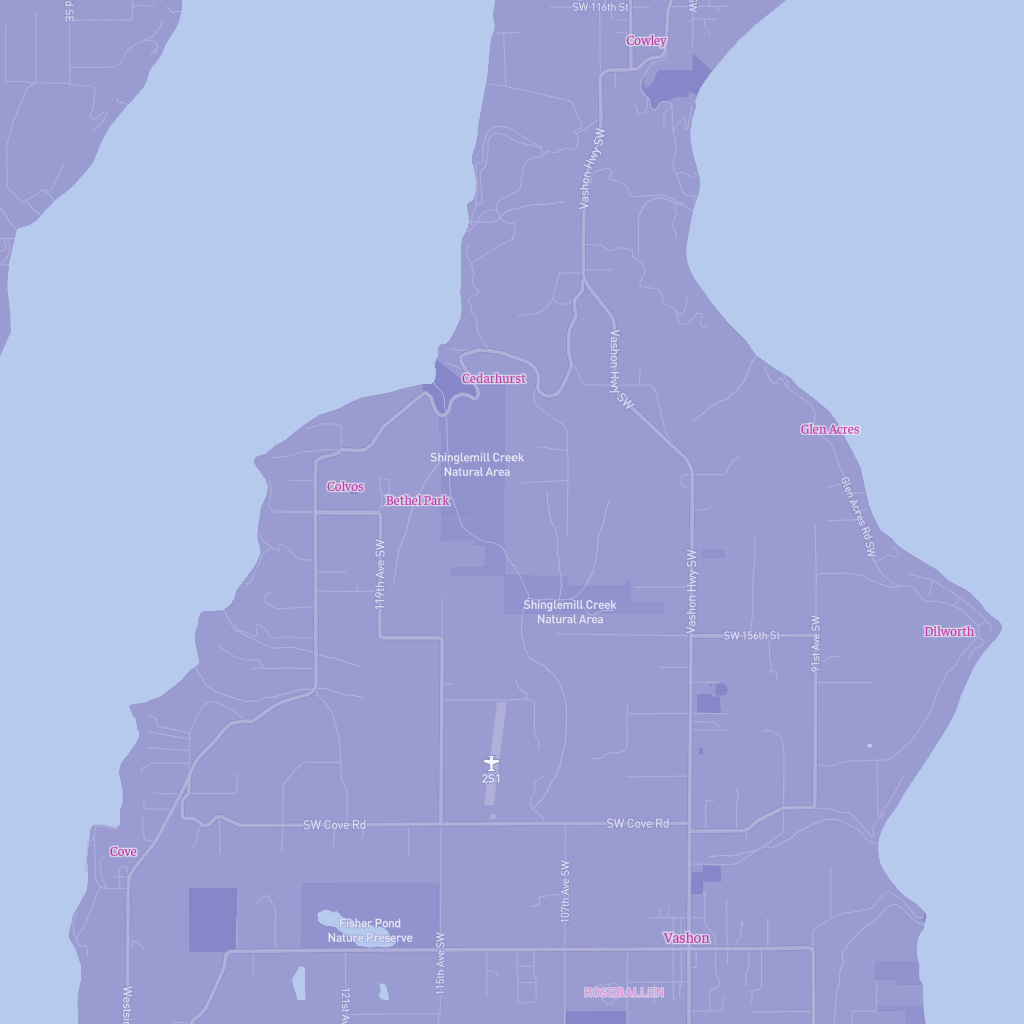 SW 116th St
SW
Cowley
Vashon Hwy SW
Vashon Hwy SW
Cedarhurst
Glen Acres
Shinglemill Creek
Natural Area
Colvos
Bethel Park
Glen Acres Rd SW
119th Ave SW
Vashon Hwy SW
Shinglemill Creek
Natural Area
Dilworth
SW 156th St
91st Ave SW
2S1
SW Cove Rd
SW Cove Rd
Cove
107th Ave SW
Fisher Pond
Nature Preserve
Vashon
115th Ave SW
ROSEBALLEN
Westsi
121st A